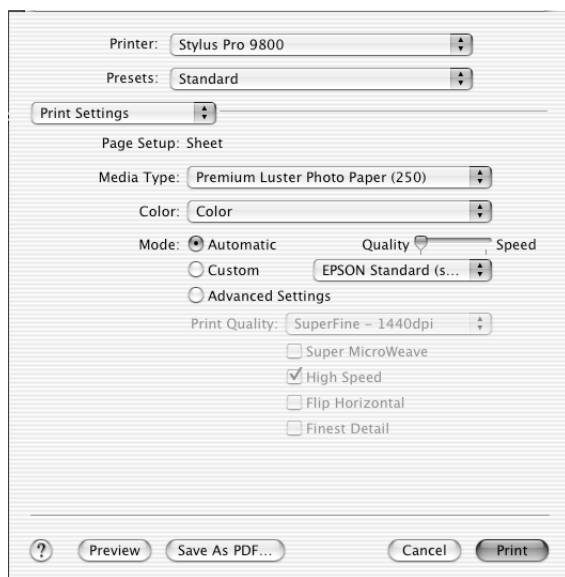 Printer: Stylus Pro 9800
Presets: Standard
Print Settings
Page Setup: Sheet
Media Type: Premium Luster Photo Paper (250)
Color: Color
Mode: Automatic Quality Speed
Custom EPSON Standard (s...
Advanced Settings
Print Quality: SuperFine - 1440dpi
Super MicroWeave
High Speed
Flip Horizontal
Finest Detail
? Preview Save As PDF... Cancel Print